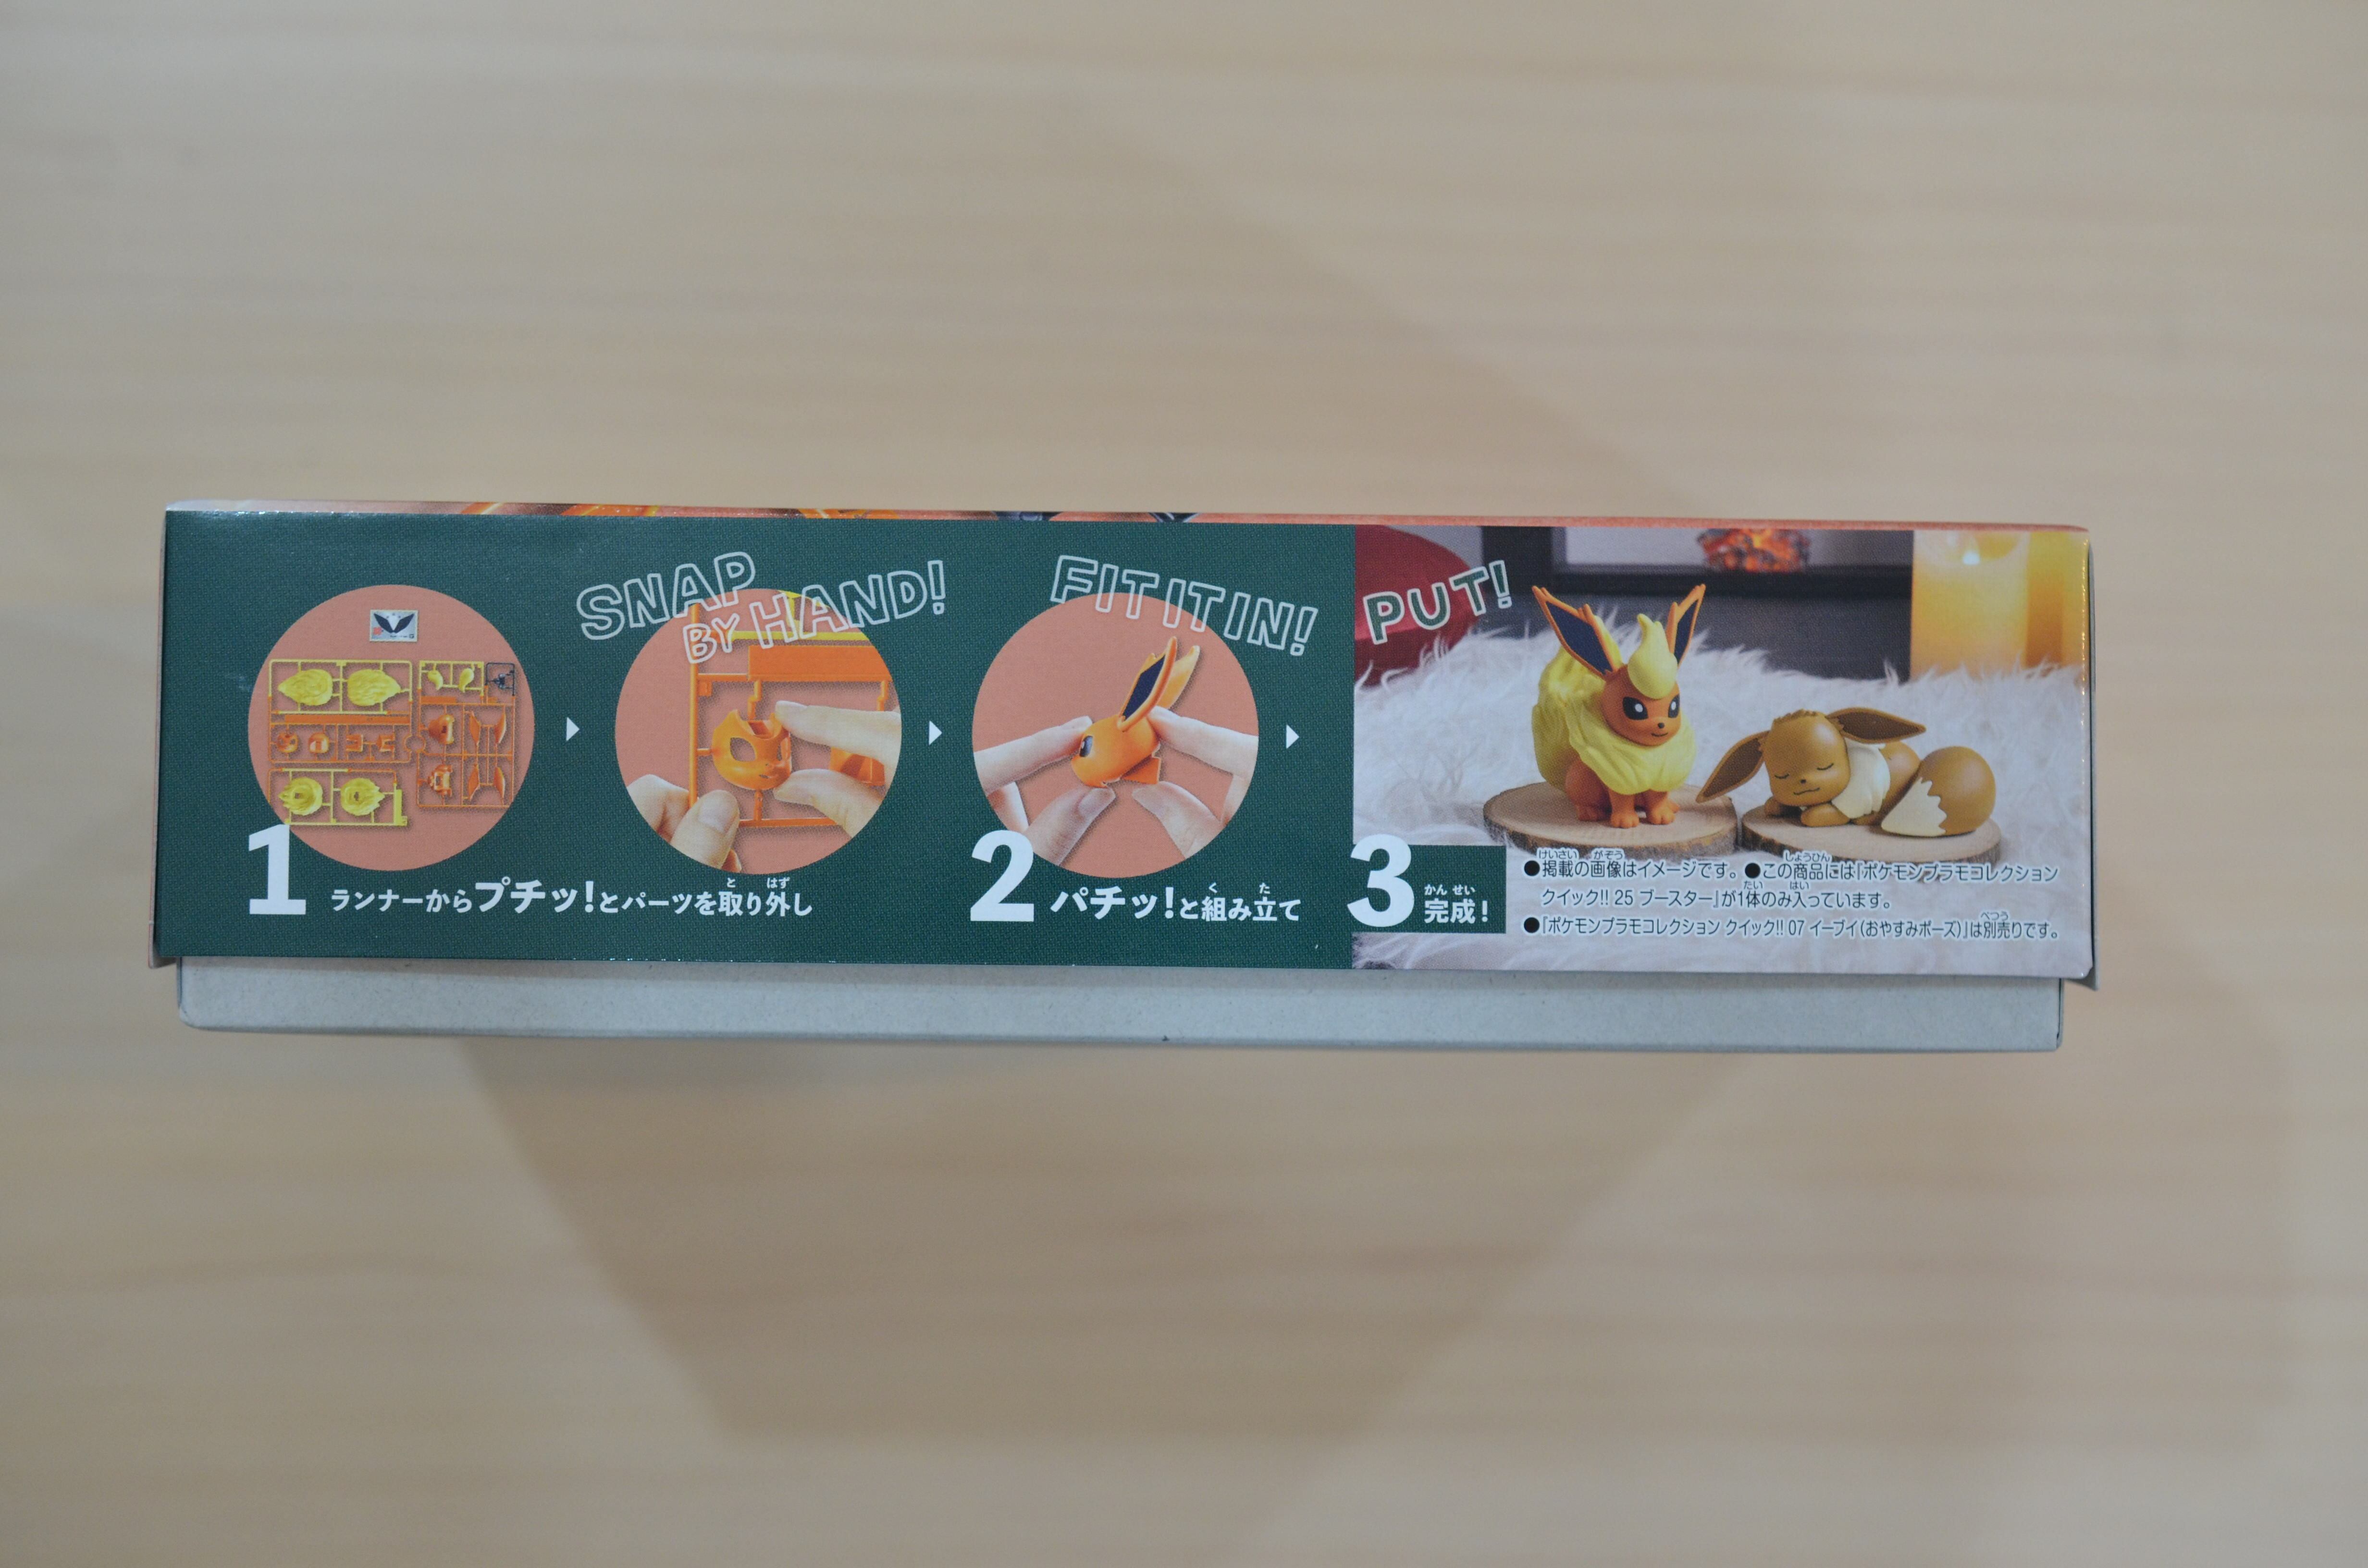 SNAP
BY HAND!
FIT IT IN!
PUT!
1 ランナーからプチッ!とパーツを取り外し
2 パチッ!と組み立て
3 完成!
●掲載の画像はイメージです。●この商品には「ポケモンプラモコレクション
クイック!! 25 ブースター」が1体のみ入っています。
●「ポケモンプラモコレクション クイック!! 07 イーブイ(おやすみポーズ)」は別売りです。